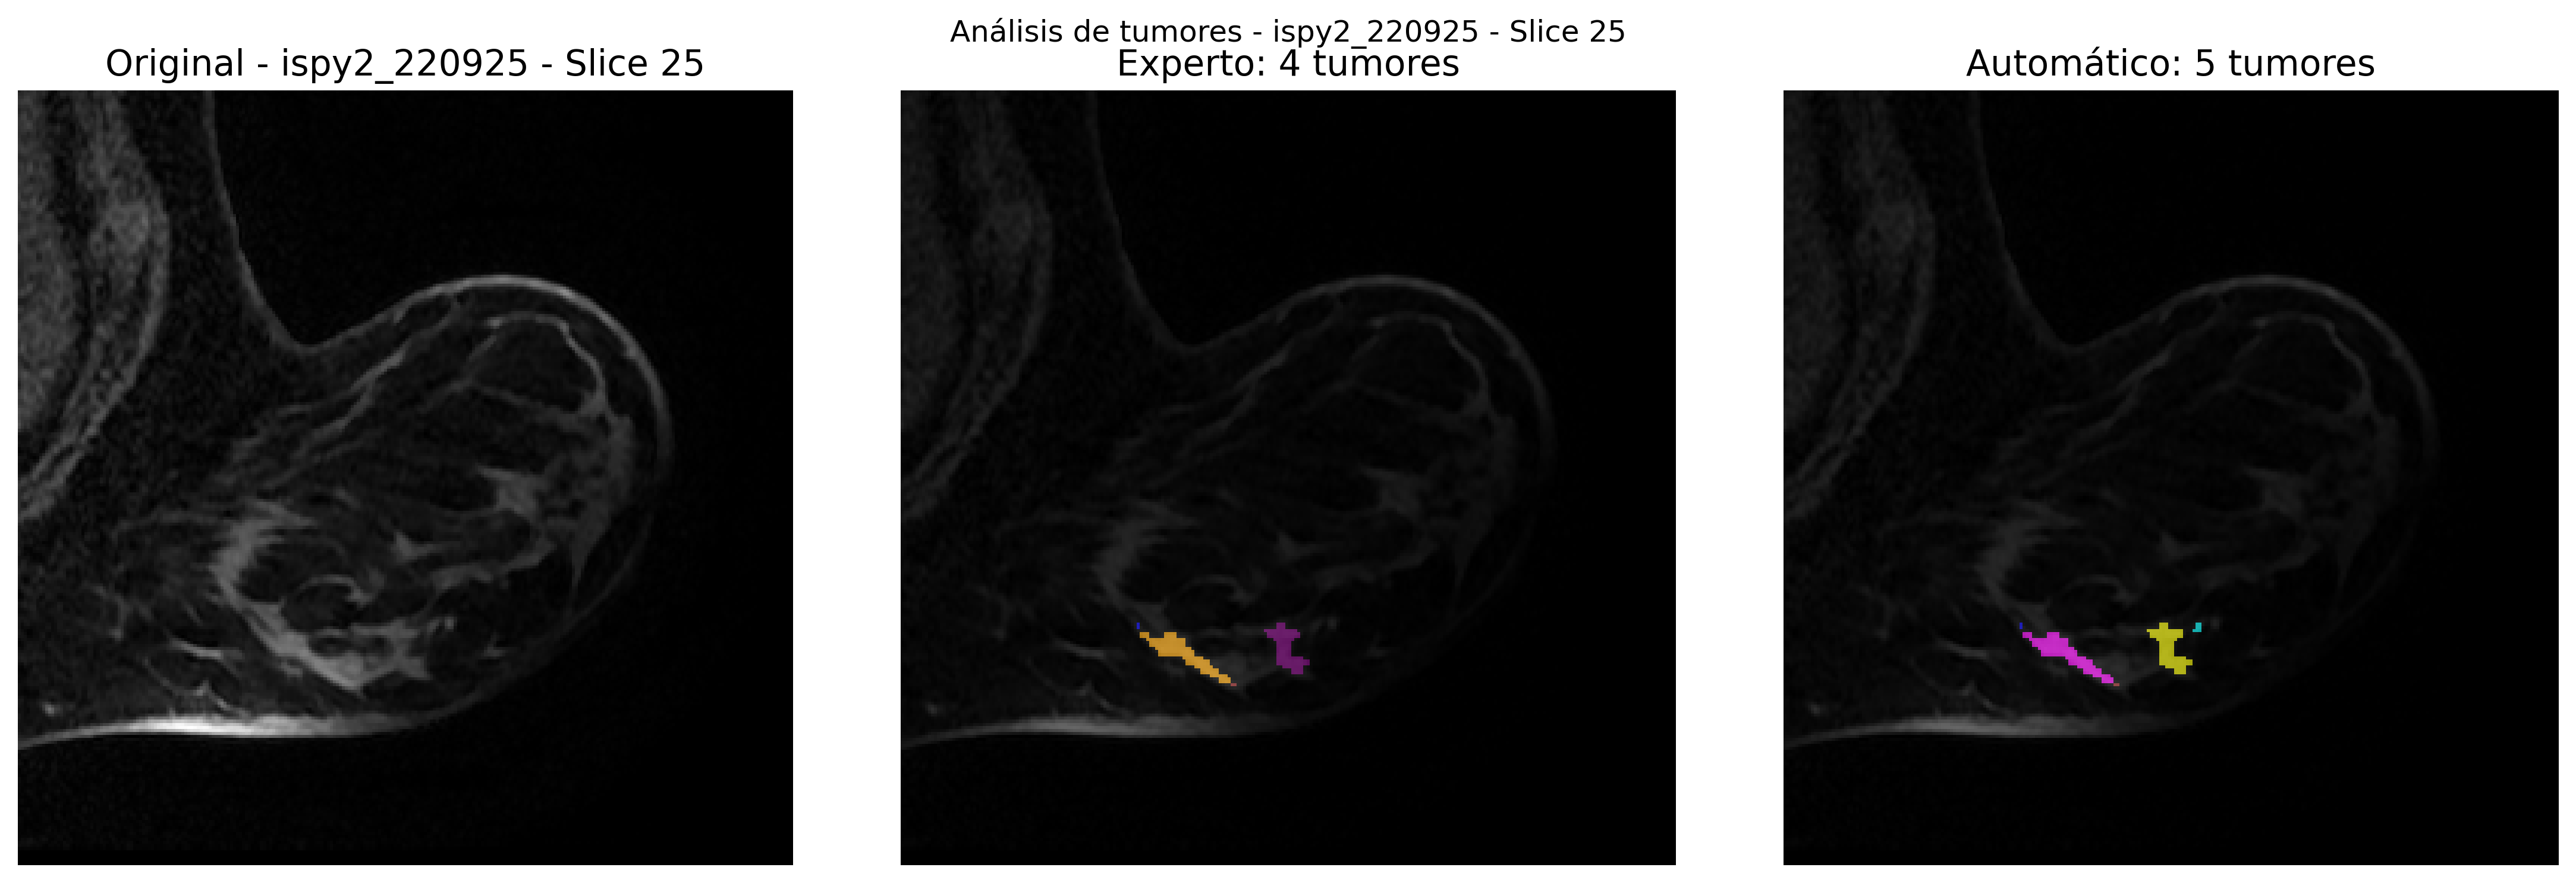 Análisis de tumores - ispy2_220925 - Slice 25
Original - ispy2_220925 - Slice 25
Experto: 4 tumores
Automático: 5 tumores